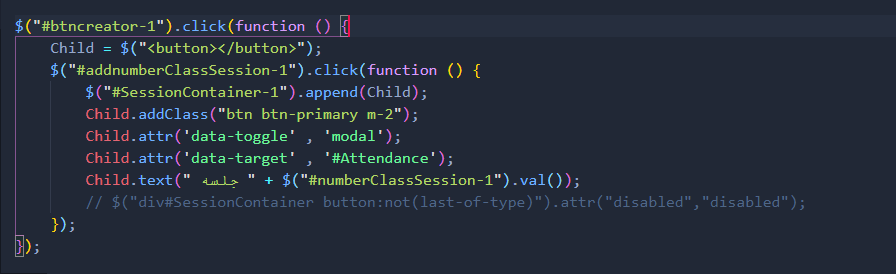 $("#btncreator-1").click(function () {
Child = $("<button></button>");
$("#addnumberClassSession-1").click(function () {
$("#SessionContainer-1").append(Child);
Child.addClass("btn btn-primary m-2");
Child.attr('data-toggle' , 'modal');
Child.attr('data-target' , '#Attendance');
Child.text(" جلسه " + $("#numberClassSession-1").val());
// $("div#SessionContainer button:not(last-of-type)").attr("disabled","disabled");
});
});